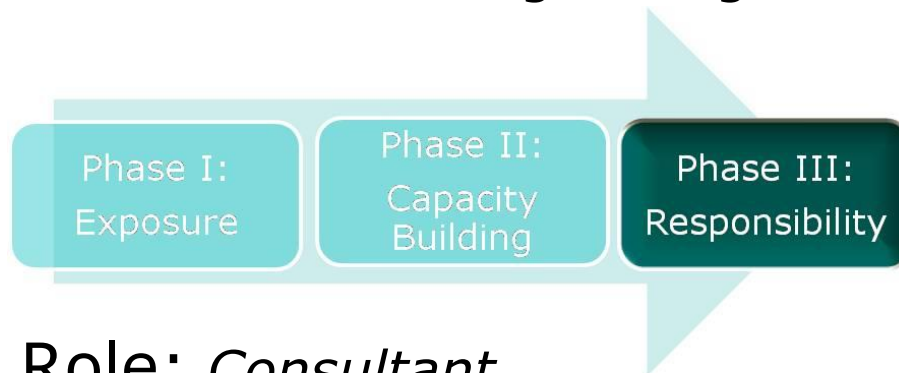 Phase I:
Exposure
Phase II:
Capacity
Building
Phase III:
Responsibility
Role: Consultant